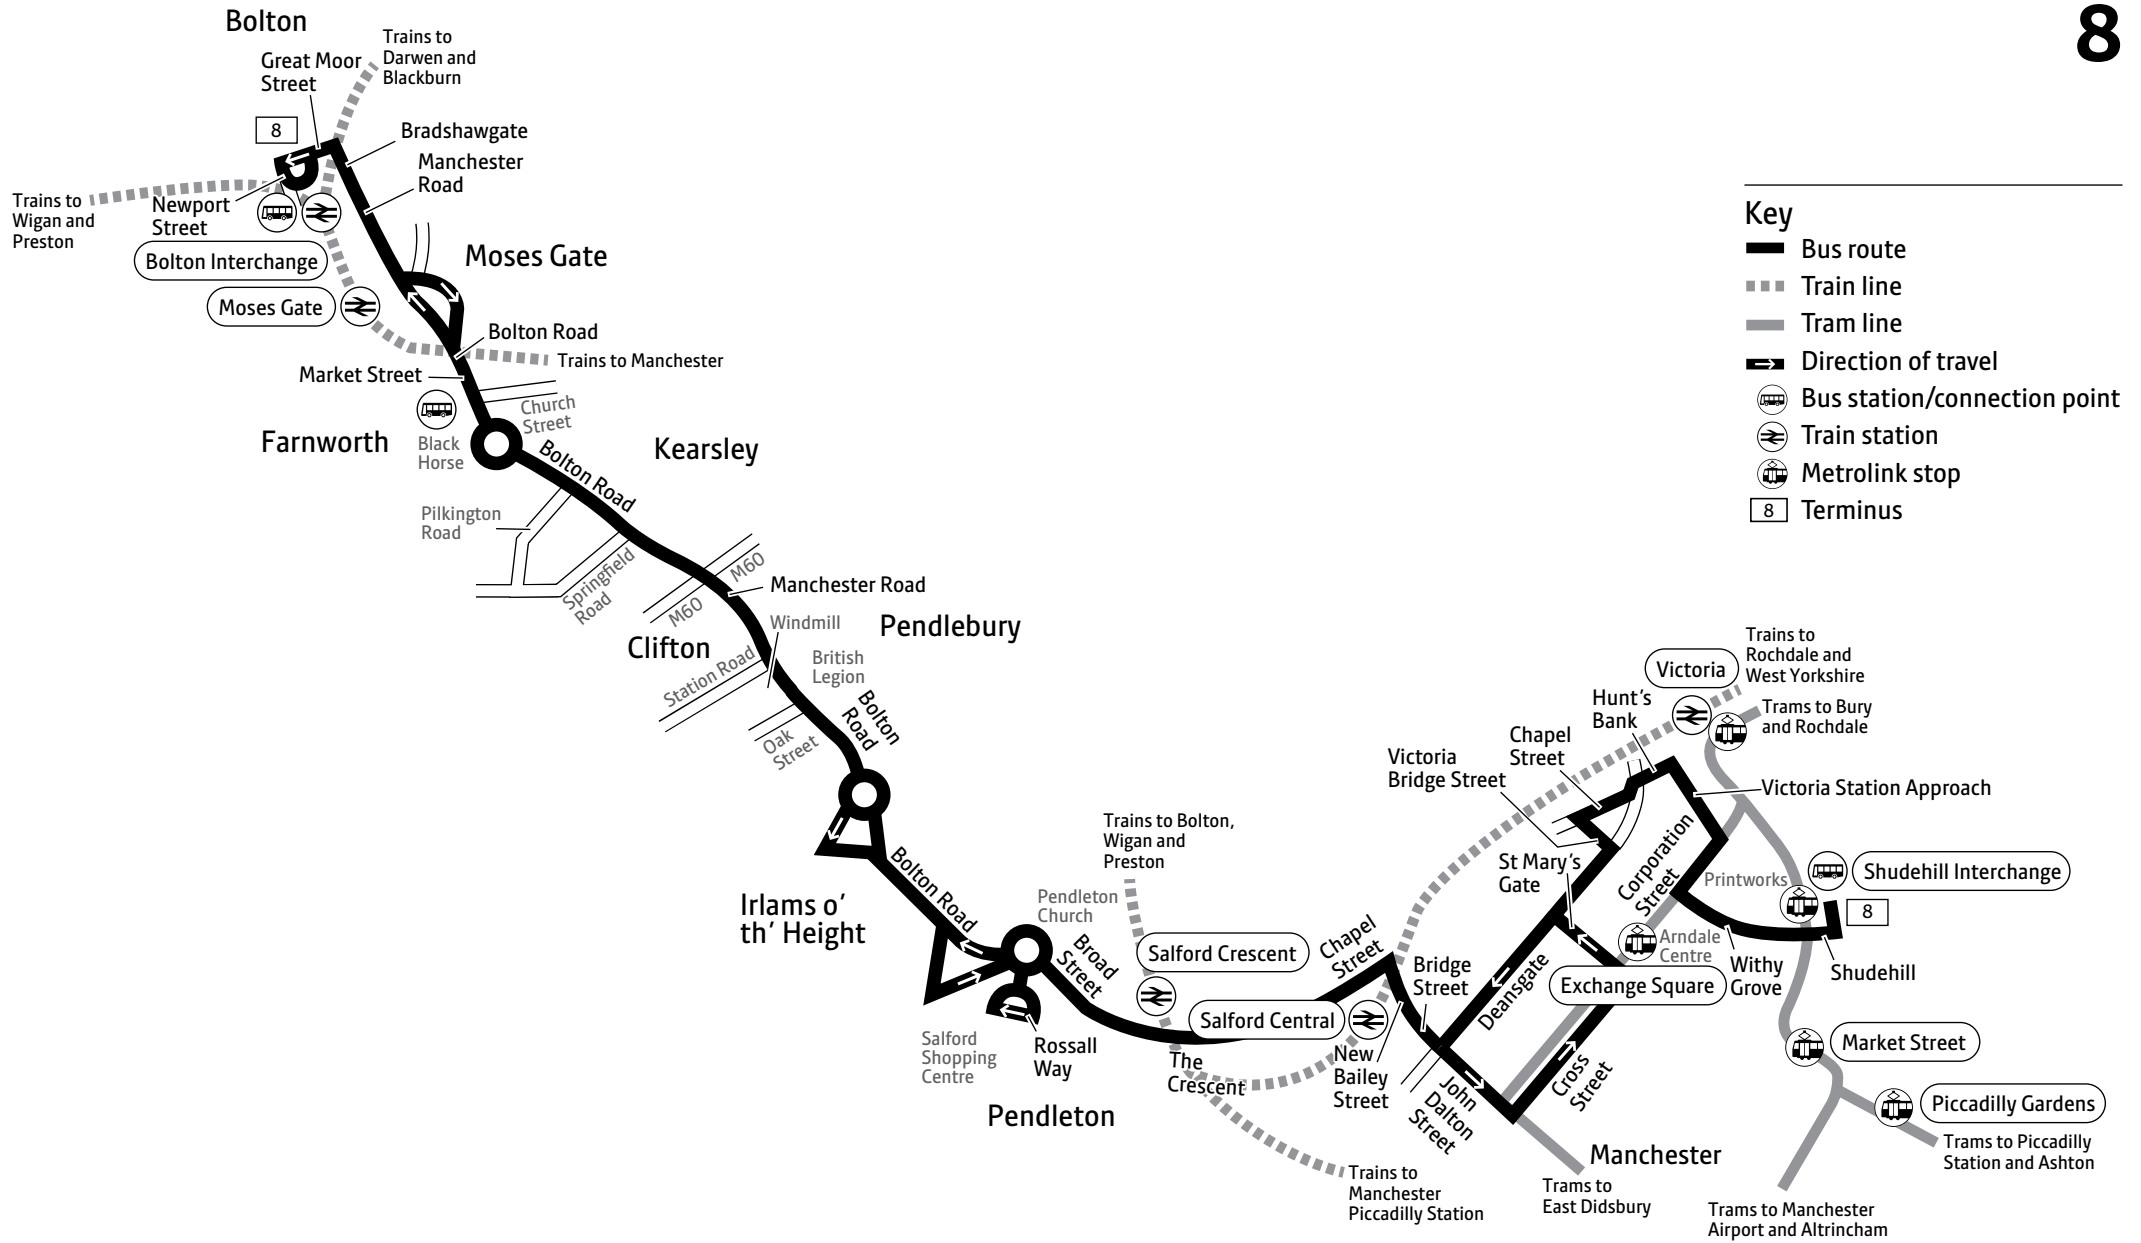 8
Bolton
Great Moor
Street
Trains to
Darwen and
Blackburn
8
Bradshawgate
Manchester
Road
Trains to
Wigan and
Preston
Newport
Street
Bolton Interchange
Moses Gate
Moses Gate
Bolton Road
Trains to Manchester
Market Street
Church
Street
Farnworth
Black
Horse
Kearsley
Bolton Road
Pilkington
Road
Springfield
Road
M60
M60
Manchester Road
Windmill
Pendlebury
Clifton
Station Road
British
Legion
Bolton
Road
Oak
Street
Irlams o'
th' Height
Bolton Road
Pendleton
Church
Broad
Street
Salford
Shopping
Centre
Rossall
Way
Pendleton
Trains to Bolton,
Wigan and
Preston
Salford Crescent
Salford Central
The
Crescent
Chapel
Street
Bridge
Street
New
Bailey
Street
Trains to
Manchester
Piccadilly Station
John
Dalton
Street
Deansgate
Cross
Street
Manchester
Trams to
East Didsbury
Victoria
Bridge Street
Chapel
Street
Hunt's
Bank
St Mary's
Gate
Corporation
Street
Victoria
Trains to
Rochdale and
West Yorkshire
Trams to Bury
and Rochdale
Victoria Station Approach
Printworks
Shudehill Interchange
8
Arndale
Centre
Exchange Square
Withy
Grove
Shudehill
Market Street
Piccadilly Gardens
Trams to Piccadilly
Station and Ashton
Trams to Manchester
Airport and Altrincham
Key
Bus route
Train line
Tram line
Direction of travel
Bus station/connection point
Train station
Metrolink stop
8 Terminus